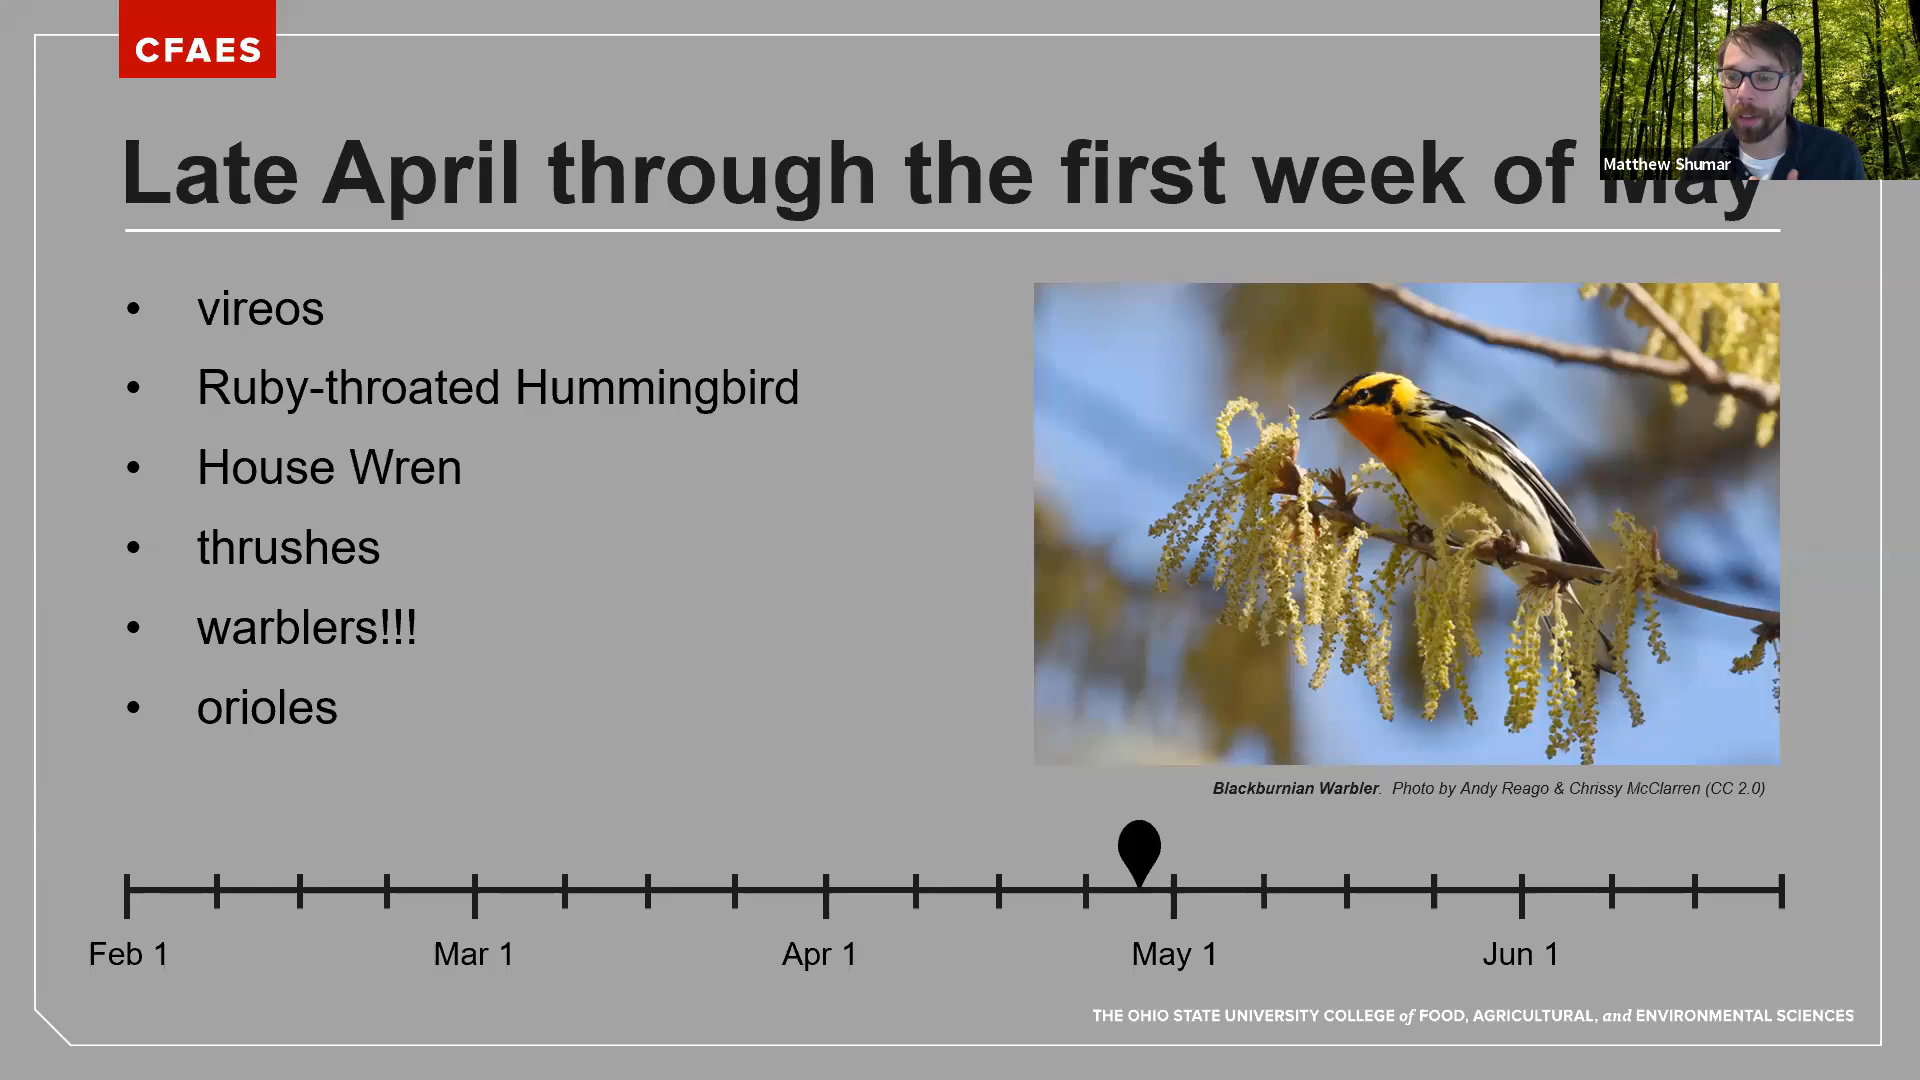 CFAES
Matthew Shumar
Late April through the first week of May
• vireos
• Ruby-throated Hummingbird
• House Wren
• thrushes
• warblers!!!
• orioles
Blackburnian Warbler. Photo by Andy Reago & Chrissy McClarren (CC 2.0)
Feb 1 Mar 1 Apr 1 May 1 Jun 1
THE OHIO STATE UNIVERSITY COLLEGE of FOOD, AGRICULTURAL, and ENVIRONMENTAL SCIENCES